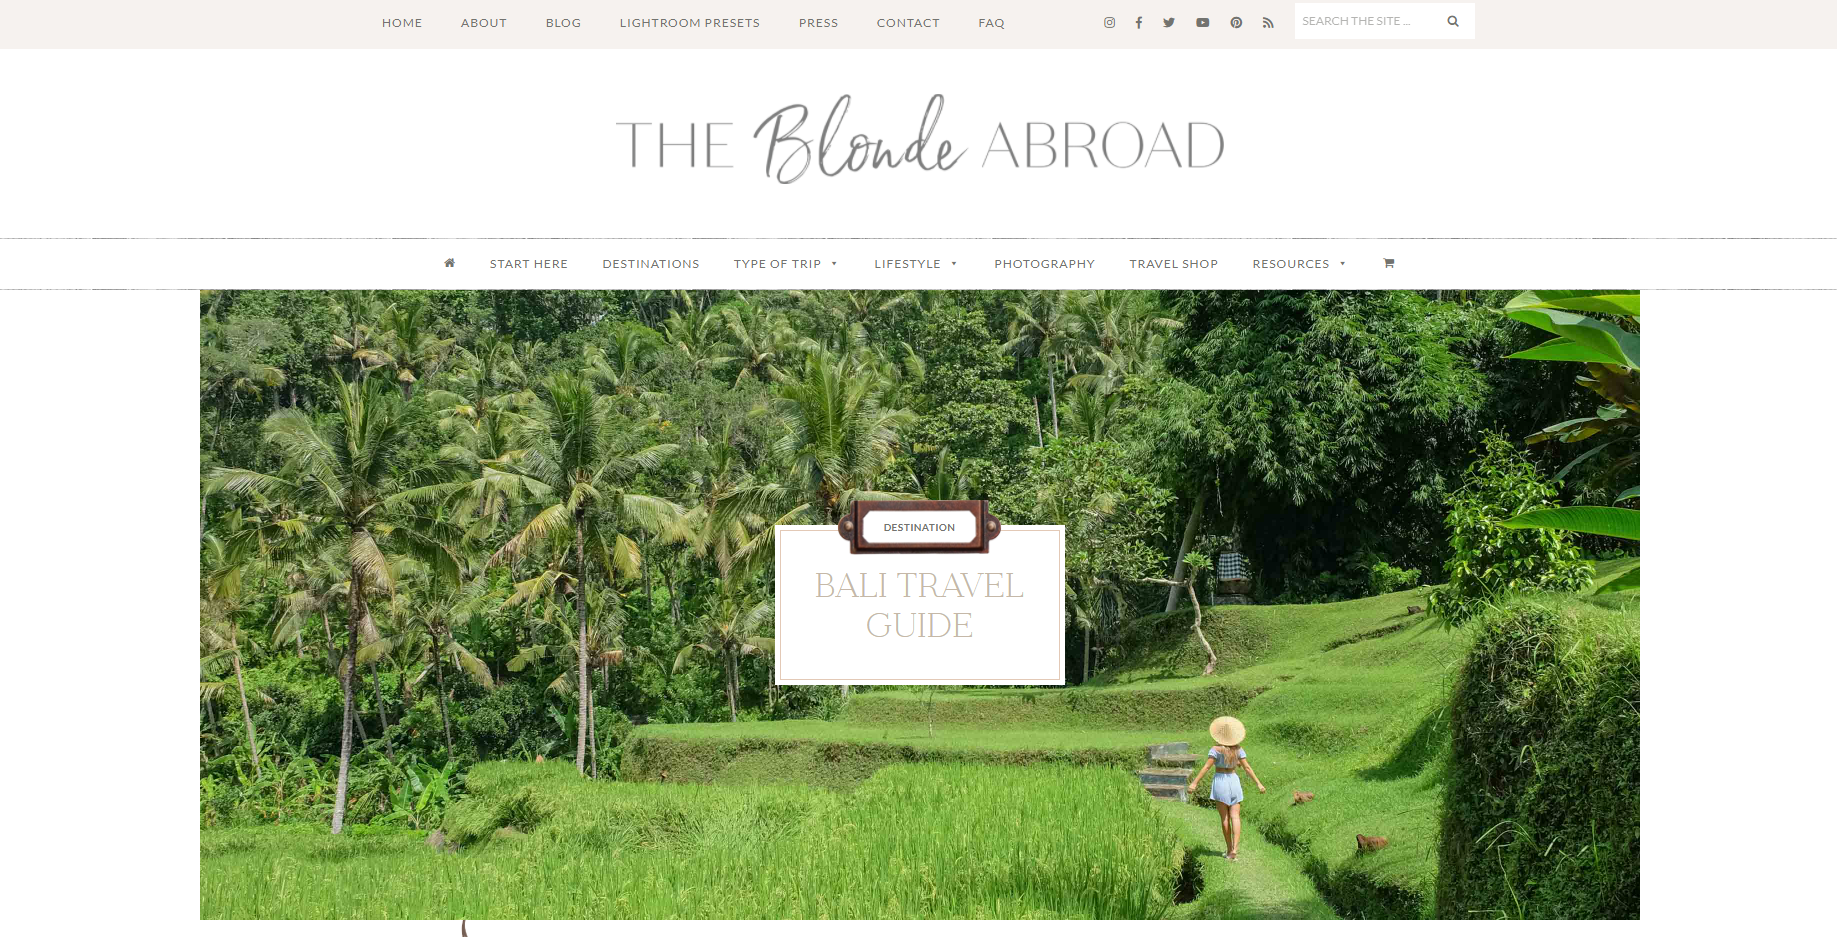 HOME ABOUT BLOG LIGHTROOM PRESETS PRESS CONTACT FAQ SEARCH THE SITE ...
THE Blonde ABROAD
START HERE DESTINATIONS TYPE OF TRIP LIFESTYLE PHOTOGRAPHY TRAVEL SHOP RESOURCES
DESTINATION
BALI TRAVEL
GUIDE